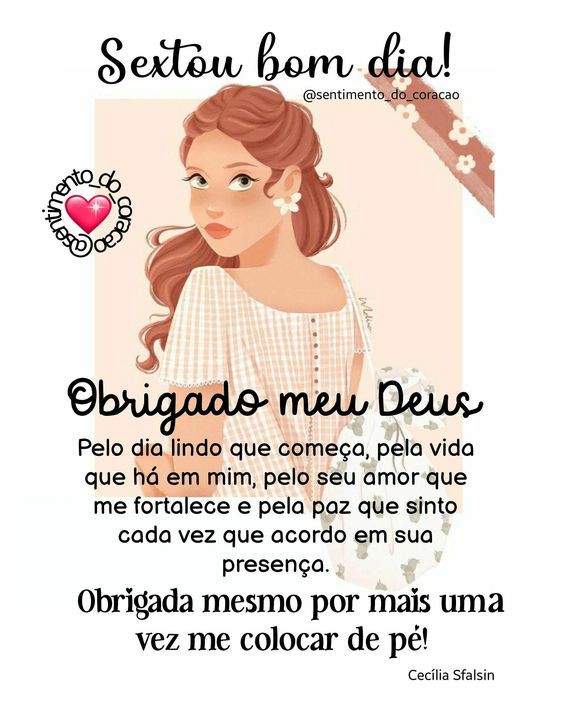 Sextou bom dia!
@sentimento_do_coracao
@sentimento_do_coracao
Obrigado meu Deus
Pelo dia lindo que começa, pela vida
que há em mim, pelo seu amor que
me fortalece e pela paz que sinto
cada vez que acordo em sua
presença.
Obrigada mesmo por mais uma
vez me colocar de pé!
Cecília Sfalsin